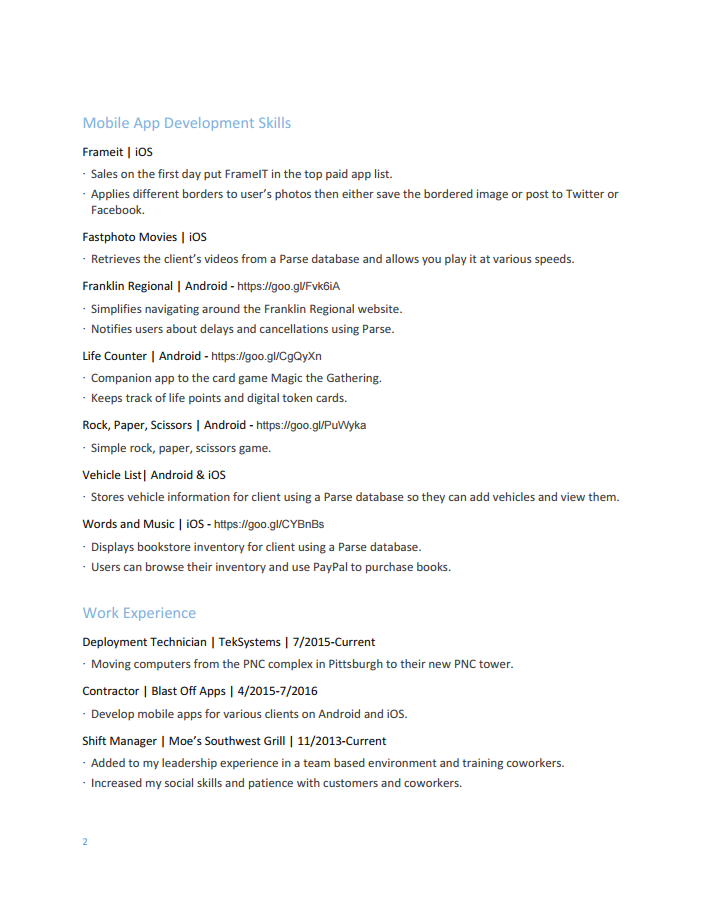 Mobile App Development Skills
Frameit | iOS
· Sales on the first day put FrameIT in the top paid app list.
· Applies different borders to user’s photos then either save the bordered image or post to Twitter or
Facebook.
Fastphoto Movies | iOS
· Retrieves the client’s videos from a Parse database and allows you play it at various speeds.
Franklin Regional | Android - https://goo.gl/Fvk6iA
· Simplifies navigating around the Franklin Regional website.
· Notifies users about delays and cancellations using Parse.
Life Counter | Android - https://goo.gl/CgQyXn
· Companion app to the card game Magic the Gathering.
· Keeps track of life points and digital token cards.
Rock, Paper, Scissors | Android - https://goo.gl/PuWyka
· Simple rock, paper, scissors game.
Vehicle List| Android & iOS
· Stores vehicle information for client using a Parse database so they can add vehicles and view them.
Words and Music | iOS - https://goo.gl/CYBnBs
· Displays bookstore inventory for client using a Parse database.
· Users can browse their inventory and use PayPal to purchase books.
Work Experience
Deployment Technician | TekSystems | 7/2015-Current
· Moving computers from the PNC complex in Pittsburgh to their new PNC tower.
Contractor | Blast Off Apps | 4/2015-7/2016
· Develop mobile apps for various clients on Android and iOS.
Shift Manager | Moe’s Southwest Grill | 11/2013-Current
· Added to my leadership experience in a team based environment and training coworkers.
· Increased my social skills and patience with customers and coworkers.
2